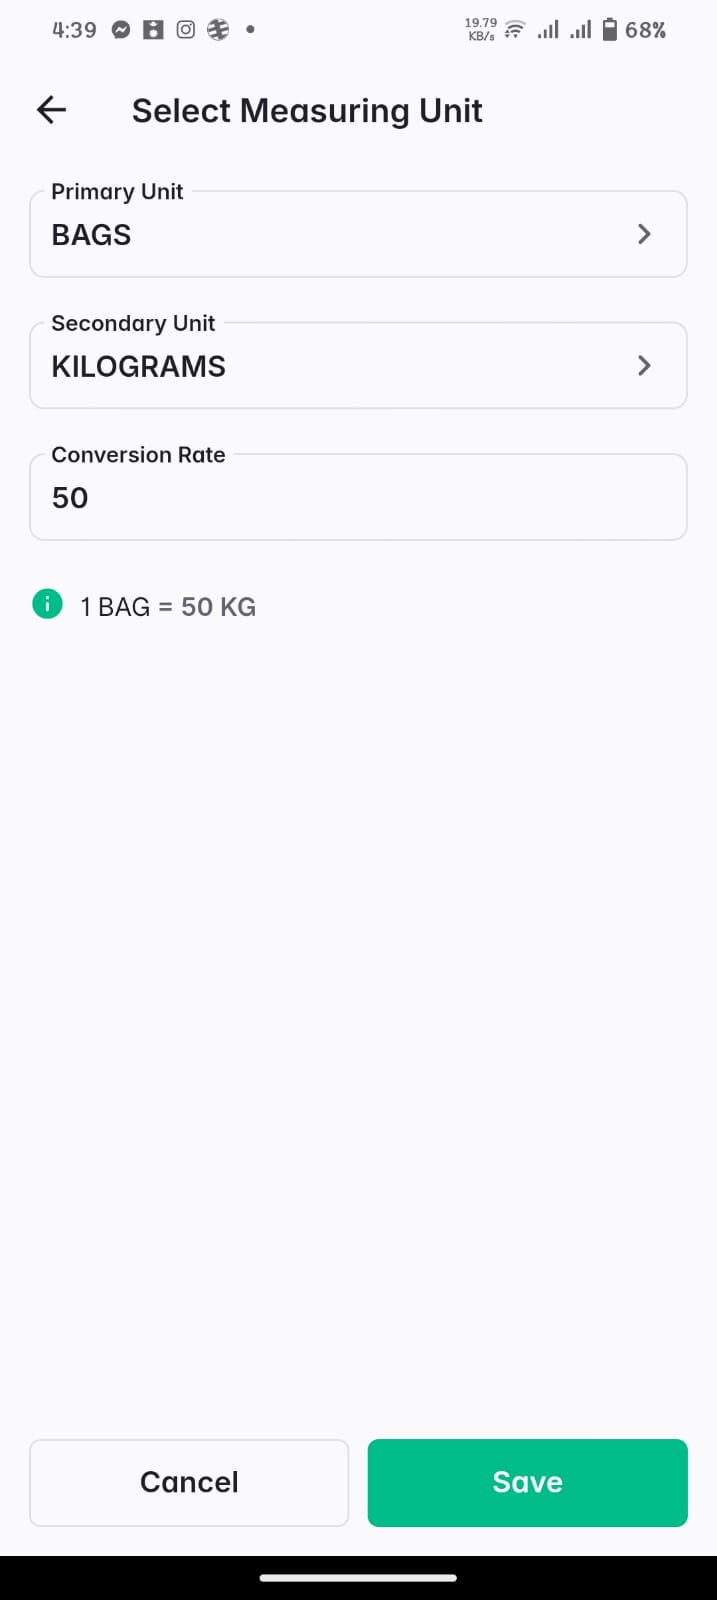 4:39
19.79
KB/s
68%
Select Measuring Unit
Primary Unit
BAGS
Secondary Unit
KILOGRAMS
Conversion Rate
50
1 BAG = 50 KG
Cancel
Save